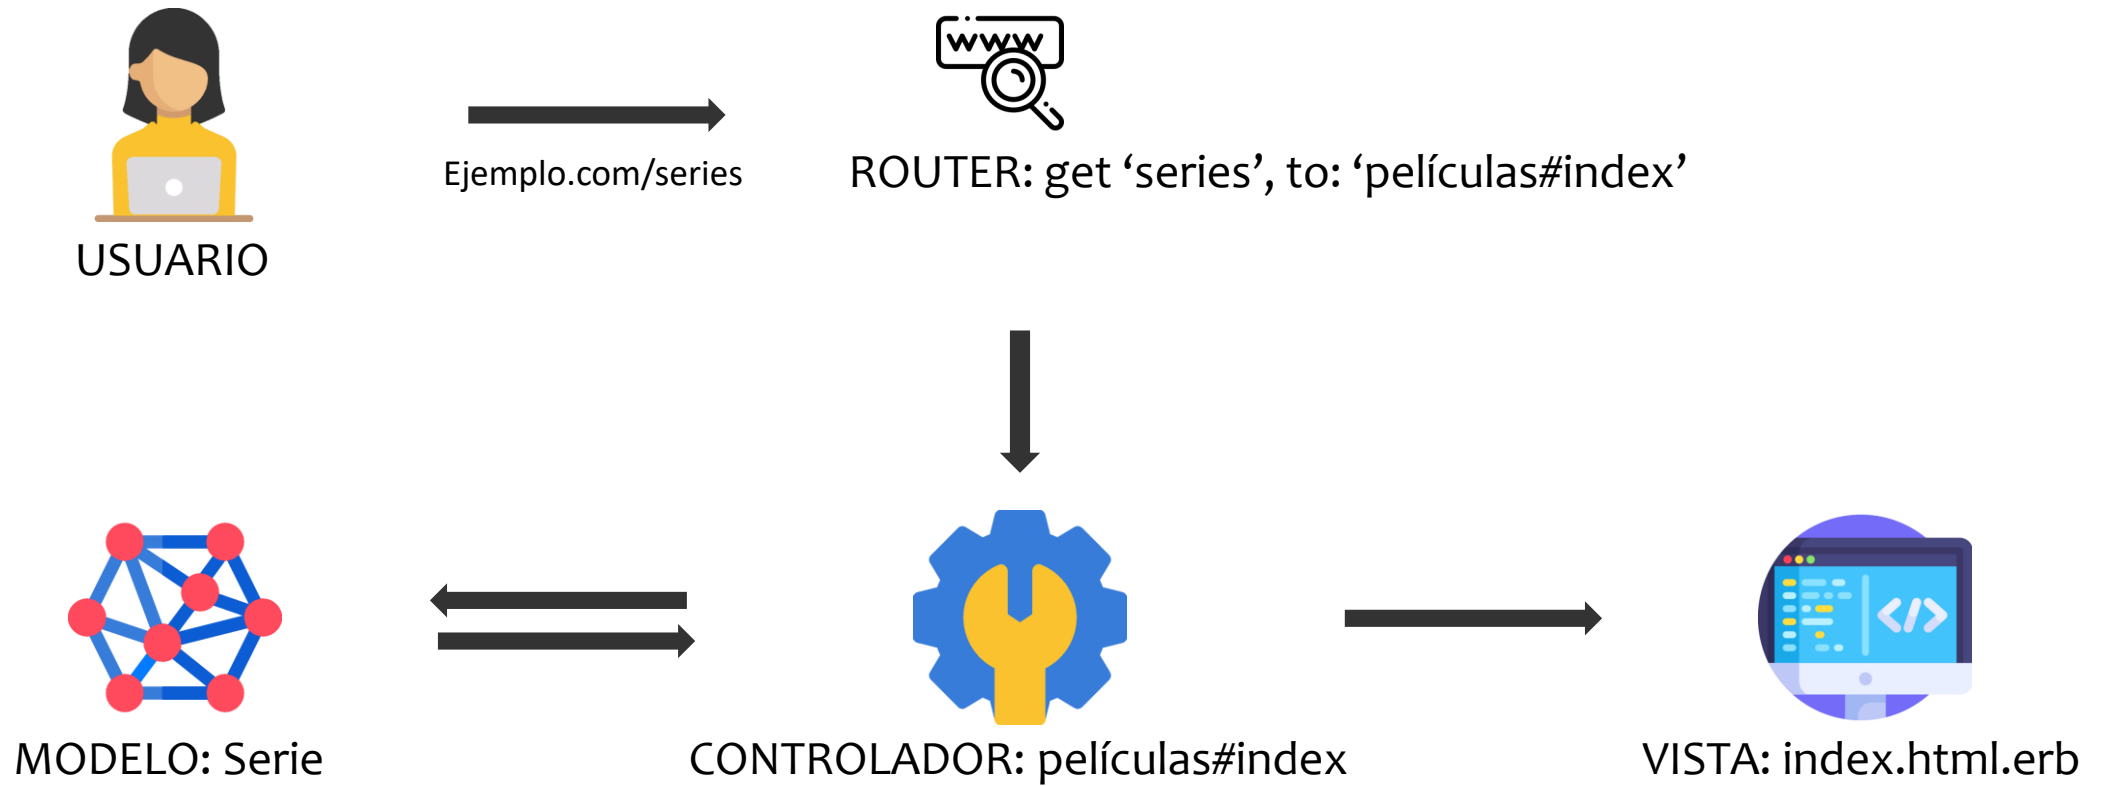 www
Ejemplo.com/series
ROUTER: get ‘series’, to: ‘películas#index’
USUARIO
MODELO: Serie
CONTROLADOR: películas#index
VISTA: index.html.erb